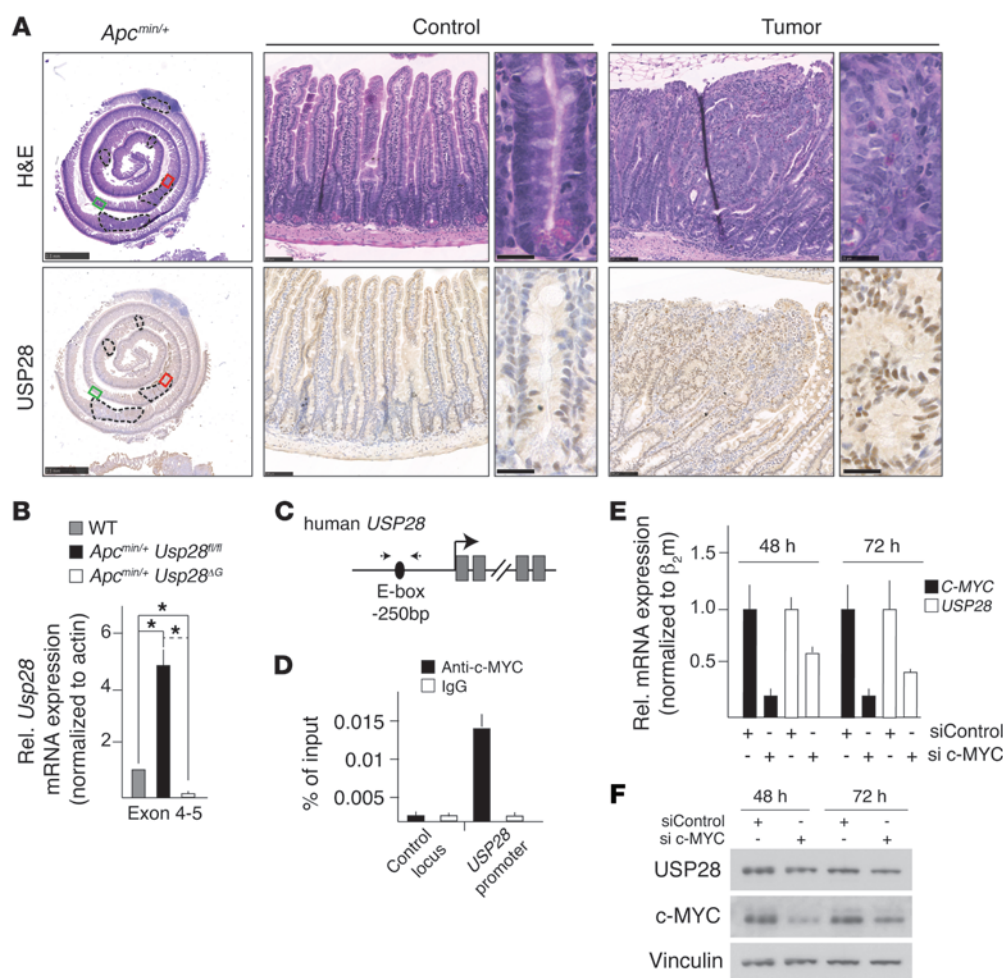 A
Apc^min/+
Control
Tumor
H&E
USP28
B
WT
Apc^min/+ Usp28^fl/fl
Apc^min/+ Usp28^ΔG
Rel. Usp28
mRNA expression
(normalized to actin)
6
4
2
*
* *
Exon 4-5
C
human USP28
E-box
-250bp
D
Anti-c-MYC
IgG
% of input
0.015
0.01
0.005
Control
locus
USP28
promoter
E
Rel. mRNA expression
(normalized to β₂m)
1.5
1.0
0.5
48 h
72 h
C-MYC
USP28
+ - + - + - + - siControl
- + - + - + - + si c-MYC
F
48 h
72 h
siControl + - + -
si c-MYC - + - +
USP28
c-MYC
Vinculin